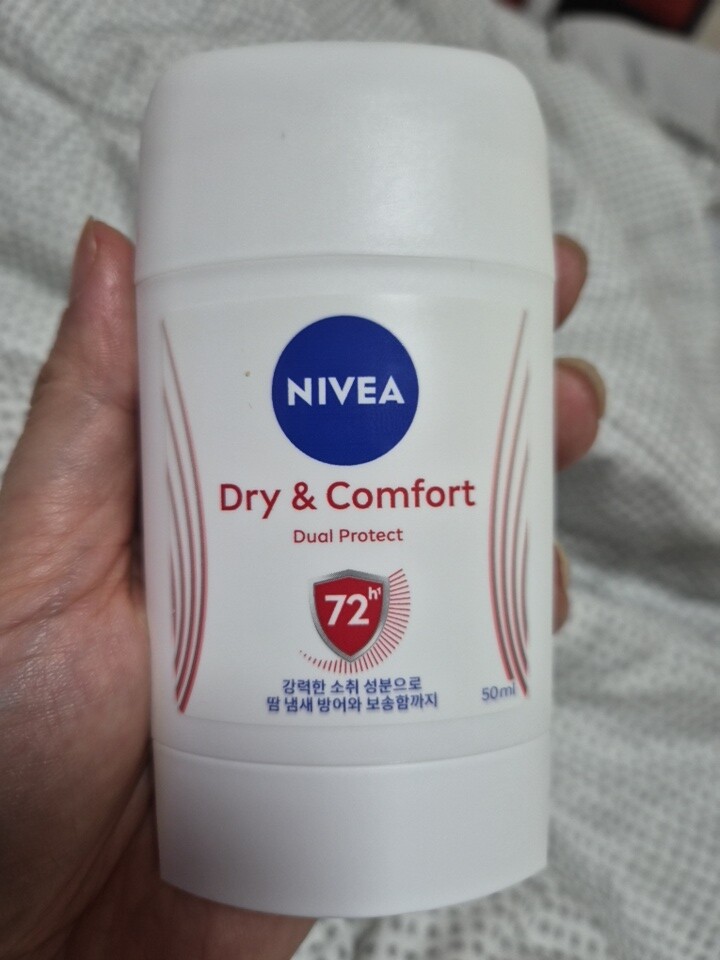 NIVEA
Dry & Comfort
Dual Protect
72h¹
강력한 소취 성분으로
땀 냄새 방어와 보송함까지
50ml